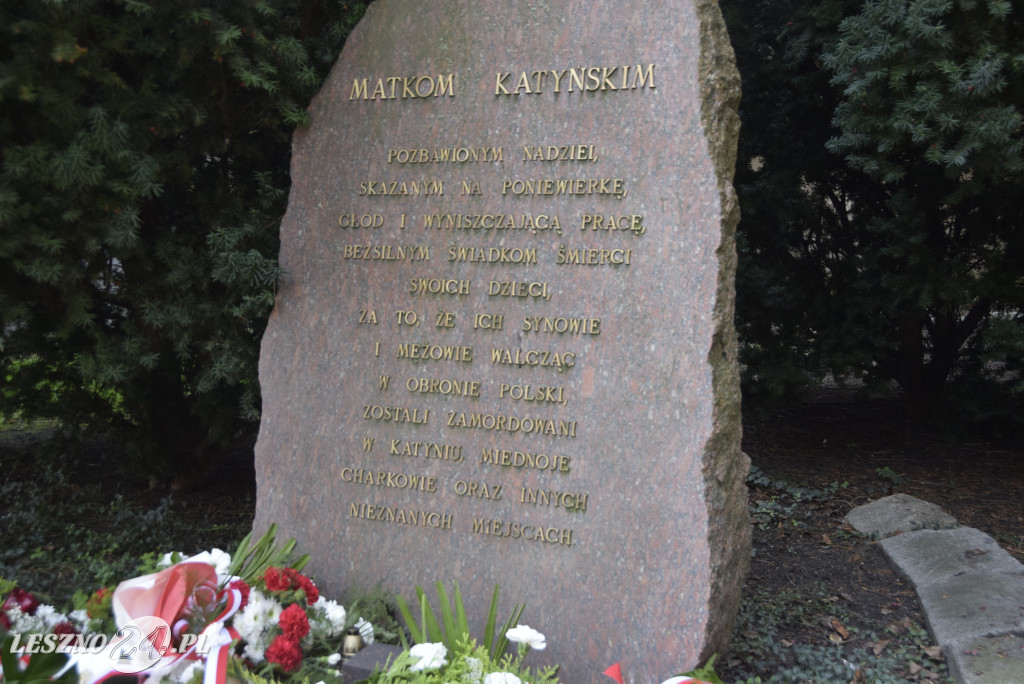 MATKOM KATYŃSKIM
POZBAWIONYM NADZIEI,
SKAZANYM NA PONIEWIERKĘ,
GŁÓD I WYNISZCZAJĄCĄ PRACĘ,
BEZSILNYM ŚWIADKOM ŚMIERCI
SWOICH DZIECI,
ZA TO, ŻE ICH SYNOWIE
I MĘŻOWIE WALCZĄC
W OBRONIE POLSKI,
ZOSTALI ZAMORDOWANI
W KATYNIU, MIEDNOJE
CHARKOWIE ORAZ INNYCH
NIEZNANYCH MIEJSCACH.
LESZNO24.PL